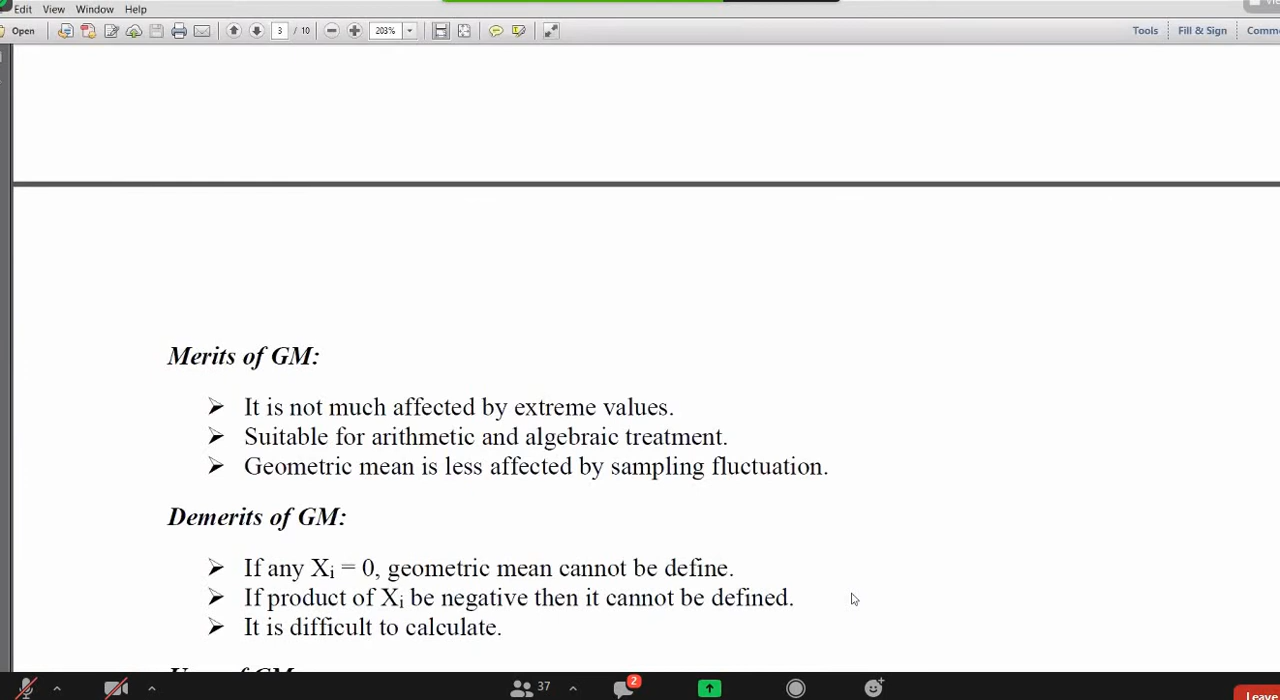 Edit View Window Help
Open 3 / 10 203% Tools Fill & Sign
Merits of GM:
➢ It is not much affected by extreme values.
➢ Suitable for arithmetic and algebraic treatment.
➢ Geometric mean is less affected by sampling fluctuation.
Demerits of GM:
➢ If any Xi = 0, geometric mean cannot be define.
➢ If product of Xi be negative then it cannot be defined.
➢ It is difficult to calculate.
37 2 Leave